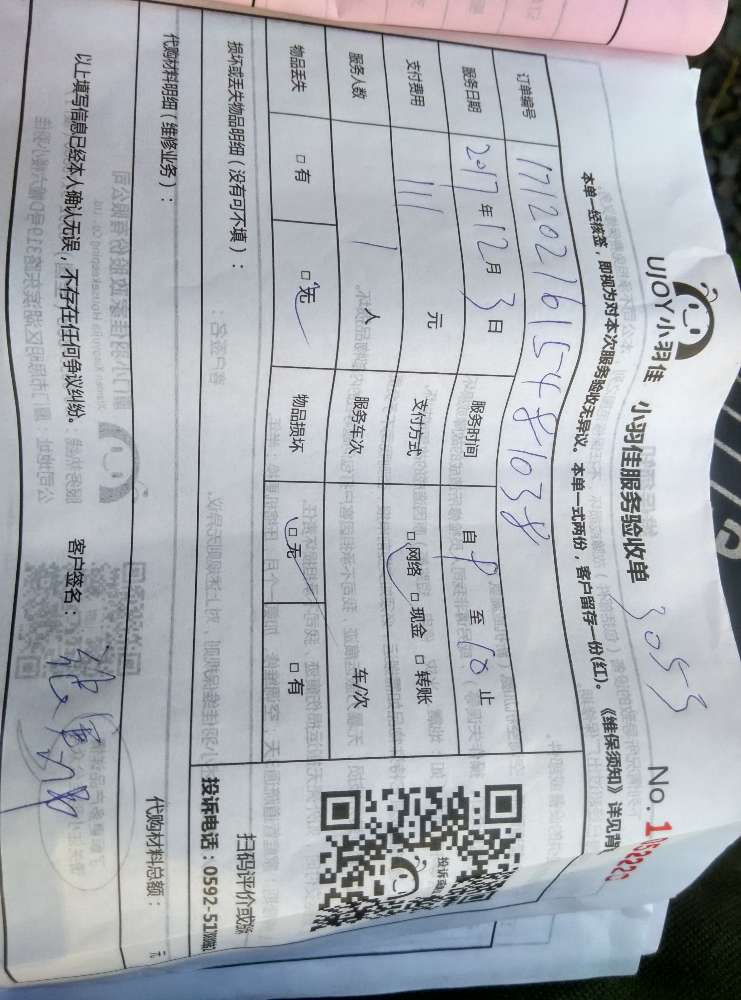 UJOY小羽佳 小羽佳服务验收单 3053 No.
本单一经核签，即视为对本次服务验收无异议。本单一式两份，客户留存一份(红)。《维保须知》详见背
订单编号 17120216154481038
服务日期 2017年12月3日 服务时间 自 8 至 10 止
支付费用 111 元 支付方式 □网络 □现金 □转账
服务人数 1 人 服务车次 车/次
物品丢失 □有 □无 物品损坏 □无 □有
损坏或丢失物品明细（没有可不填）：
扫码评价或
投诉电话：0592-51
代购材料明细（维修业务）： 代购材料总额： 元
以上填写信息已经本人确认无误，不存在任何争议纠纷。 客户签名：